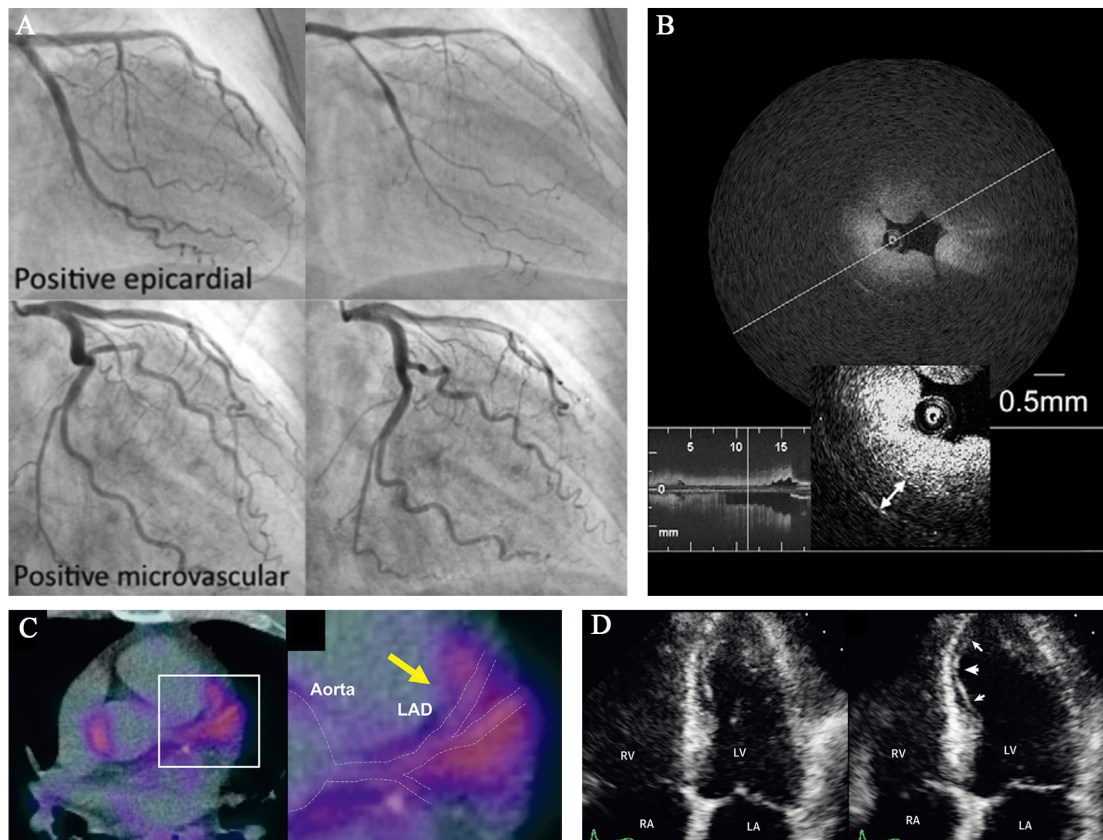 A
Positive epicardial
Positive microvascular
B
0.5mm
5 10 15
0
mm
C
Aorta
LAD
D
RV
LV
RA
LA
RV
LV
RA
LA